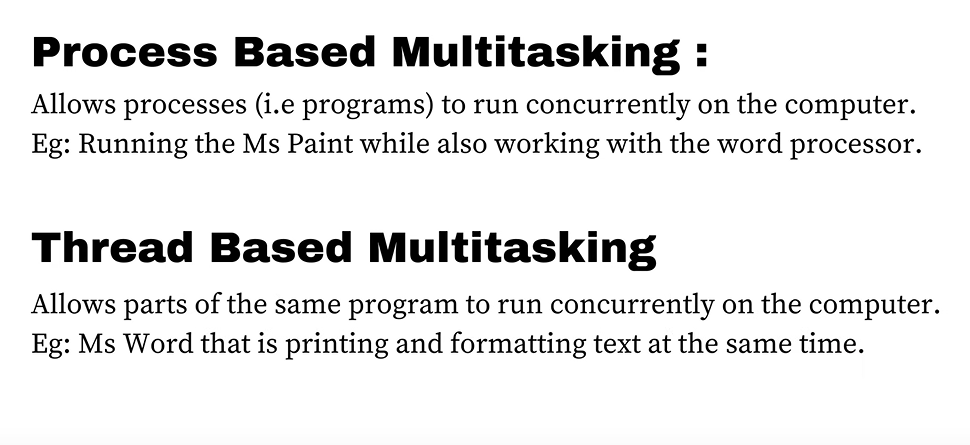 Process Based Multitasking :
Allows processes (i.e programs) to run concurrently on the computer.
Eg: Running the Ms Paint while also working with the word processor.
Thread Based Multitasking
Allows parts of the same program to run concurrently on the computer.
Eg: Ms Word that is printing and formatting text at the same time.